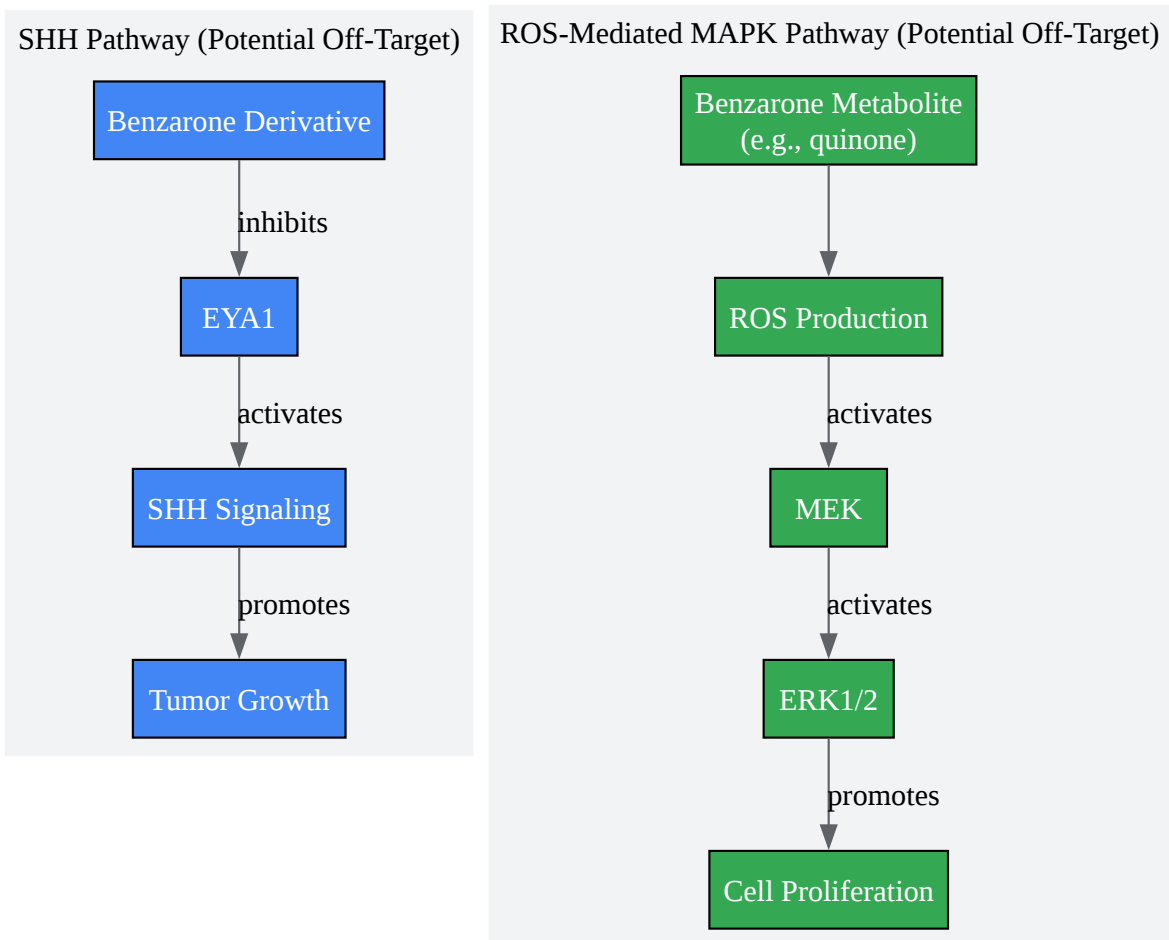 SHH Pathway (Potential Off-Target)
Benzarone Derivative
inhibits
EYA1
activates
SHH Signaling
promotes
Tumor Growth
ROS-Mediated MAPK Pathway (Potential Off-Target)
Benzarone Metabolite
(e.g., quinone)
ROS Production
activates
MEK
activates
ERK1/2
promotes
Cell Proliferation